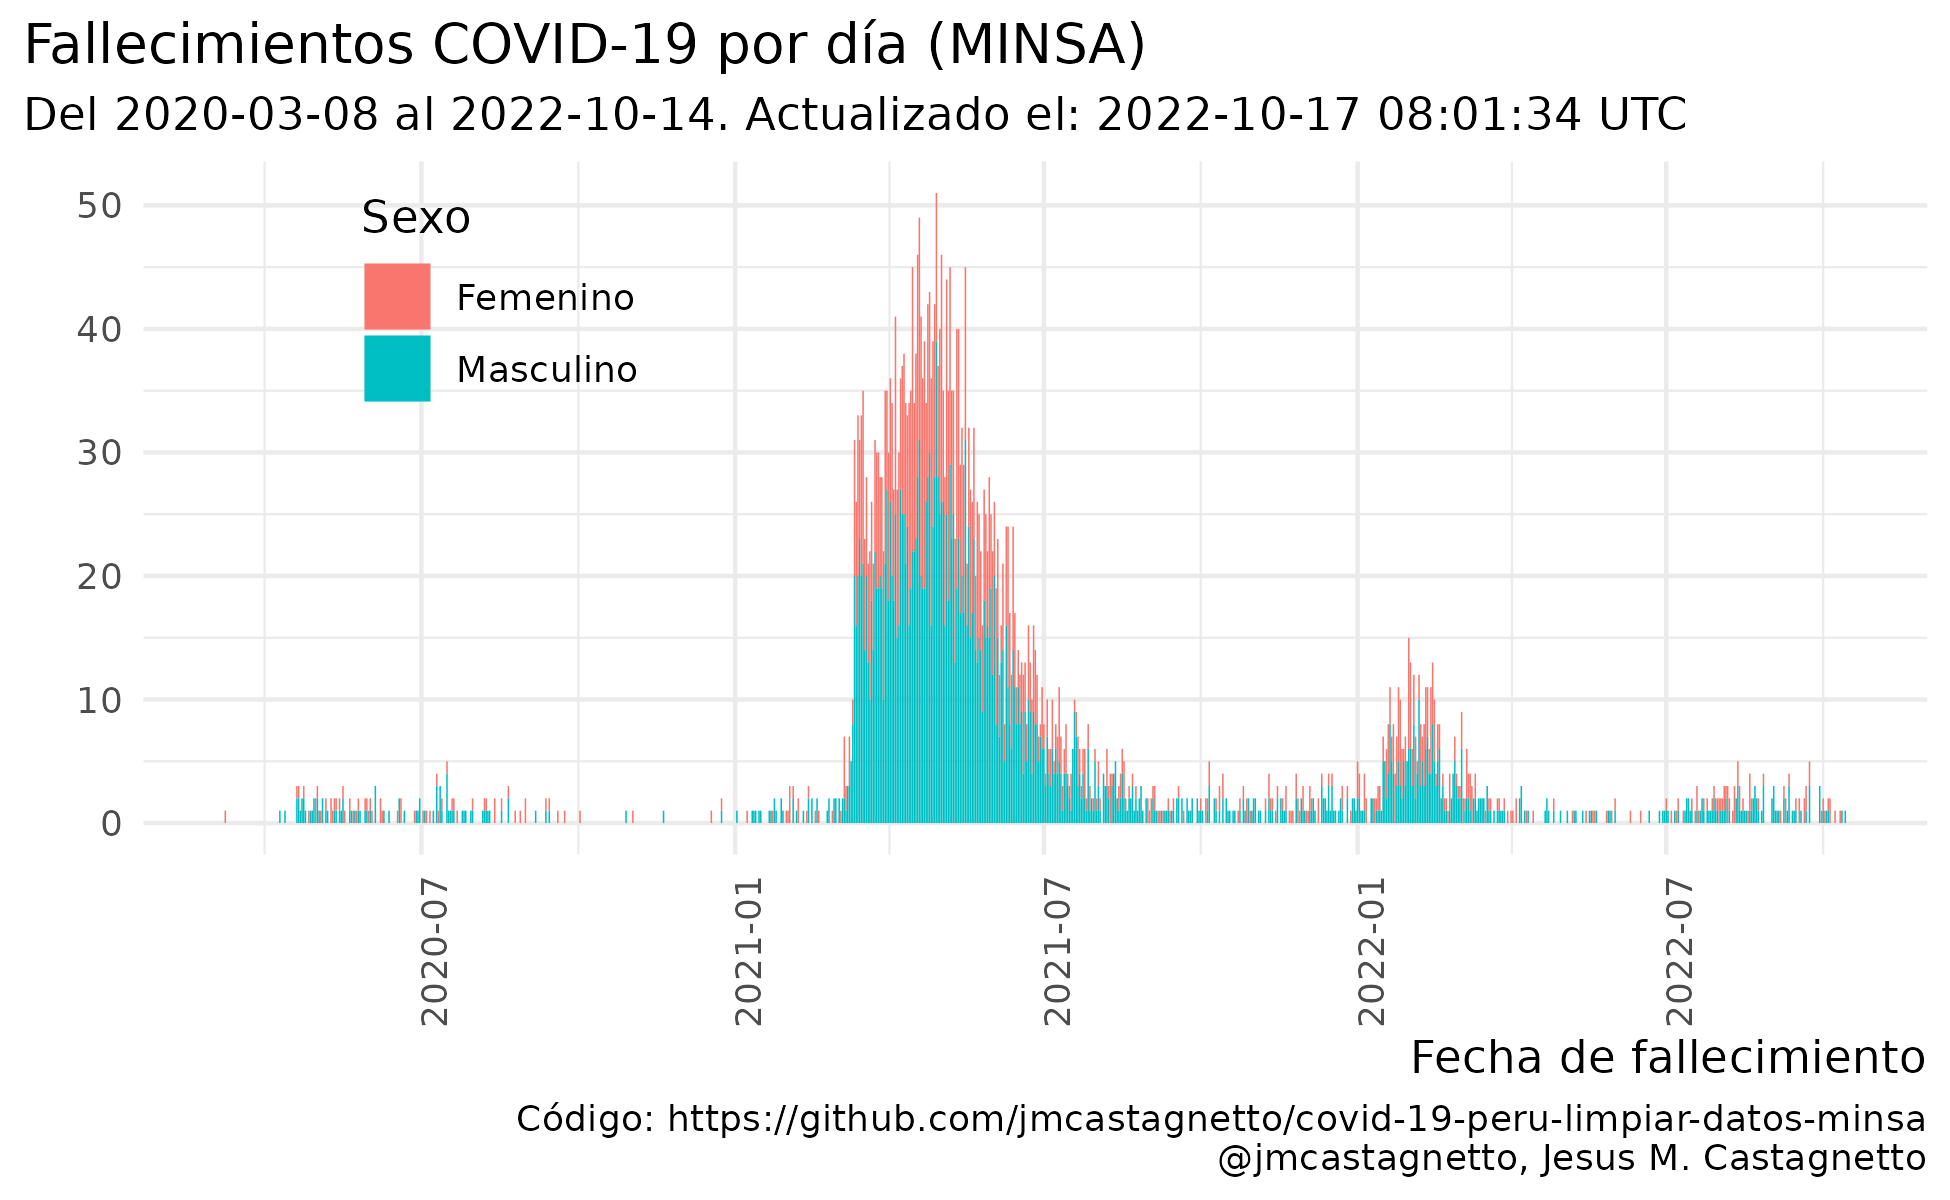 Fallecimientos COVID-19 por día (MINSA)
Del 2020-03-08 al 2022-10-14. Actualizado el: 2022-10-17 08:01:34 UTC
50
40
30
20
10
0
Sexo
Femenino
Masculino
2020-07
2021-01
2021-07
2022-01
2022-07
Fecha de fallecimiento
Código: https://github.com/jmcastagnetto/covid-19-peru-limpiar-datos-minsa
@jmcastagnetto, Jesus M. Castagnetto